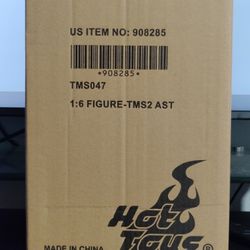 US ITEM NO: 908285
*908285*
TMS047
1:6 FIGURE-TMS2 AST
Hot
Toys
®
MADE IN CHINA